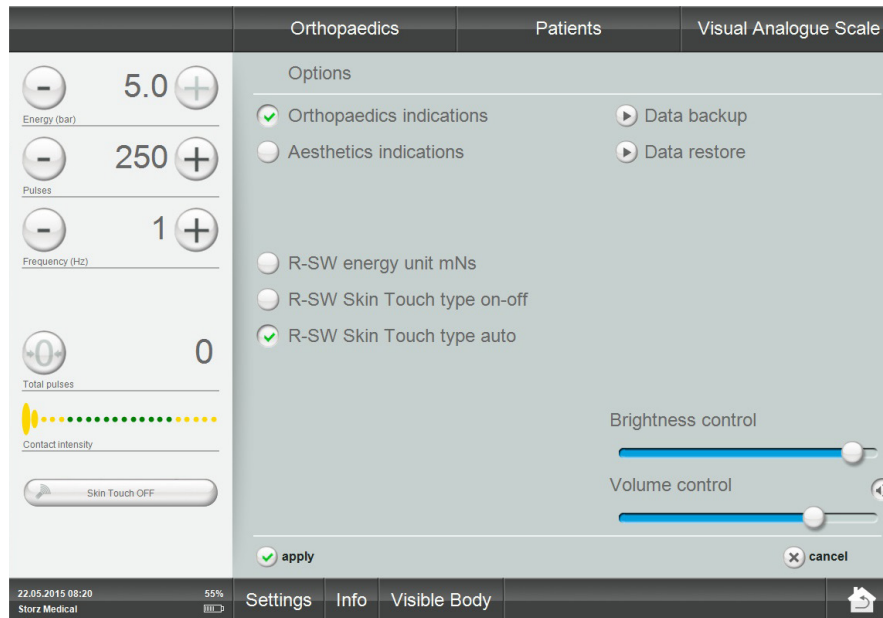 Orthopaedics Patients Visual Analogue Scale
- 5.0 +
Energy (bar)
- 250 +
Pulses
- 1 +
Frequency (Hz)
0 0
Total pulses
Contact intensity
Skin Touch OFF
Options
Orthopaedics indications
Aesthetics indications
Data backup
Data restore
R-SW energy unit mNs
R-SW Skin Touch type on-off
R-SW Skin Touch type auto
Brightness control
Volume control
apply
cancel
22.05.2015 08:20 55%
Storz Medical
Settings Info Visible Body